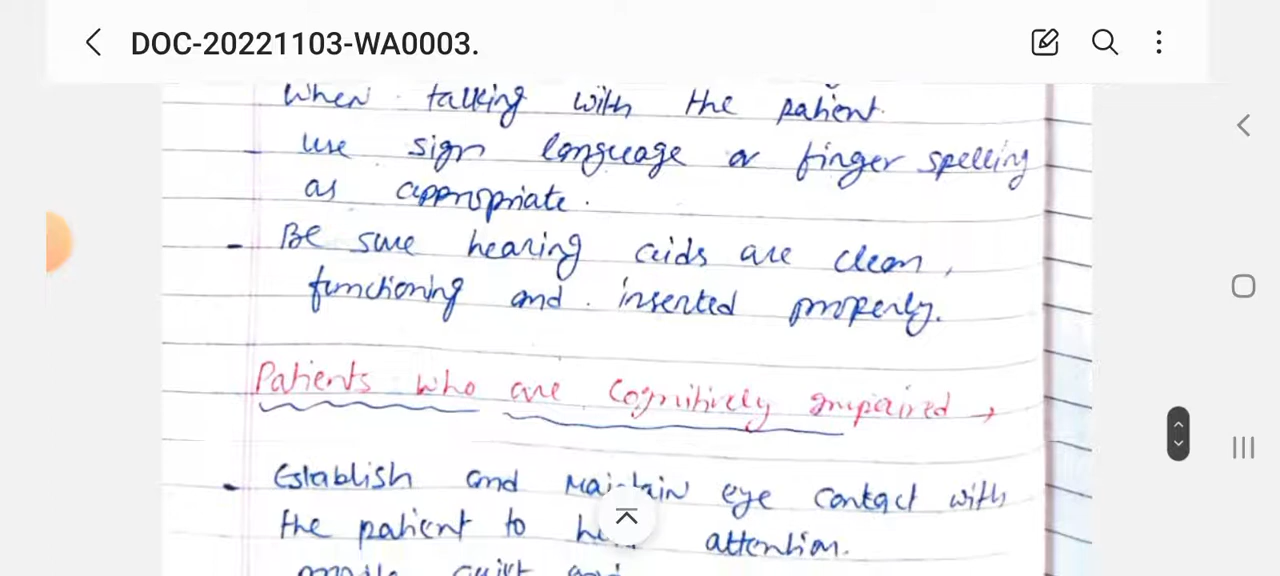 DOC-20221103-WA0003.
When talking with the patient.
- use sign language or finger spelling
as appropriate.
- Be sure hearing aids are clean,
functioning and inserted properly.
Patients who are Cognitively Impaired →
- Establish and Maintain eye contact with
the patient to attention.
quiet and